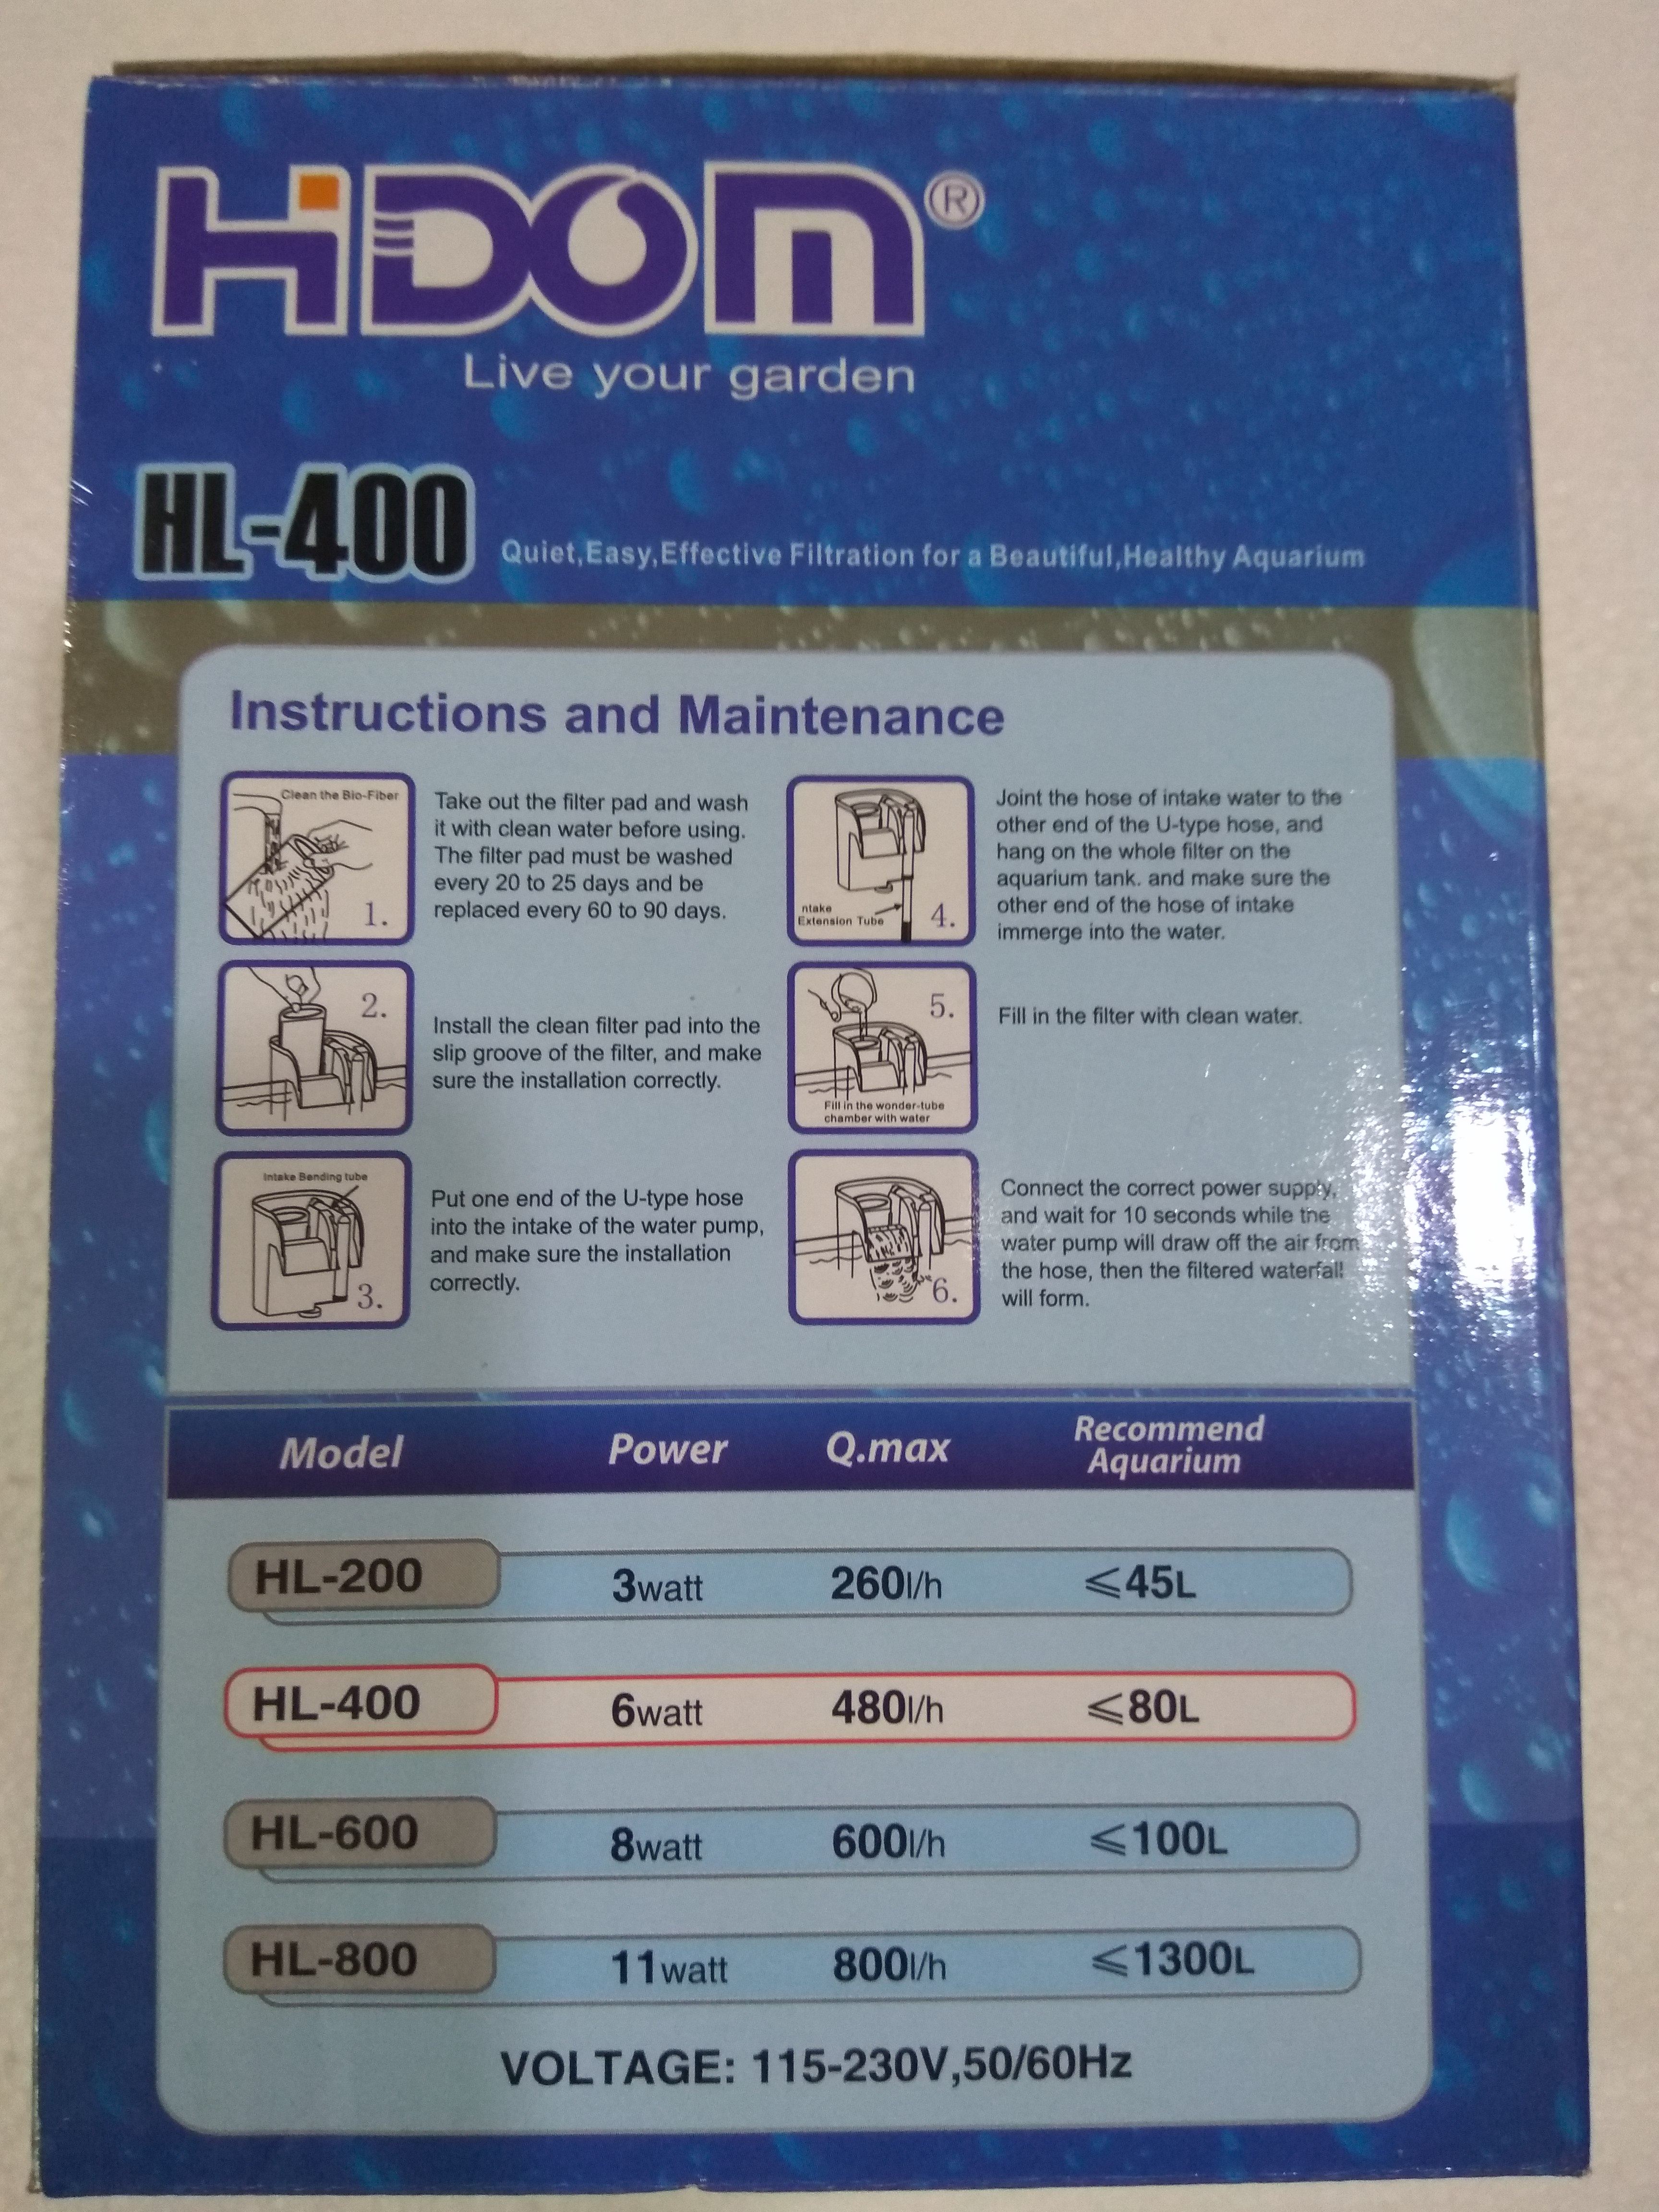 HiDOM®
Live your garden
HL-400
Quiet,Easy,Effective Filtration for a Beautiful,Healthy Aquarium
Instructions and Maintenance
Clean the Bio-Fiber
1.
Take out the filter pad and wash
it with clean water before using.
The filter pad must be washed
every 20 to 25 days and be
replaced every 60 to 90 days.
2.
Install the clean filter pad into the
slip groove of the filter, and make
sure the installation correctly.
Intake Bending tube
3.
Put one end of the U-type hose
into the intake of the water pump,
and make sure the installation
correctly.
ntake
Extension Tube
4.
Joint the hose of intake water to the
other end of the U-type hose, and
hang on the whole filter on the
aquarium tank. and make sure the
other end of the hose of intake
immerge into the water.
5.
Fill in the wonder-tube
chamber with water
Fill in the filter with clean water.
6.
Connect the correct power supply,
and wait for 10 seconds while the
water pump will draw off the air from
the hose, then the filtered waterfall
will form.
Model Power Q.max Recommend
Aquarium
HL-200 3watt 260l/h ⩽45L
HL-400 6watt 480l/h ⩽80L
HL-600 8watt 600l/h ⩽100L
HL-800 11watt 800l/h ⩽1300L
VOLTAGE: 115-230V,50/60Hz